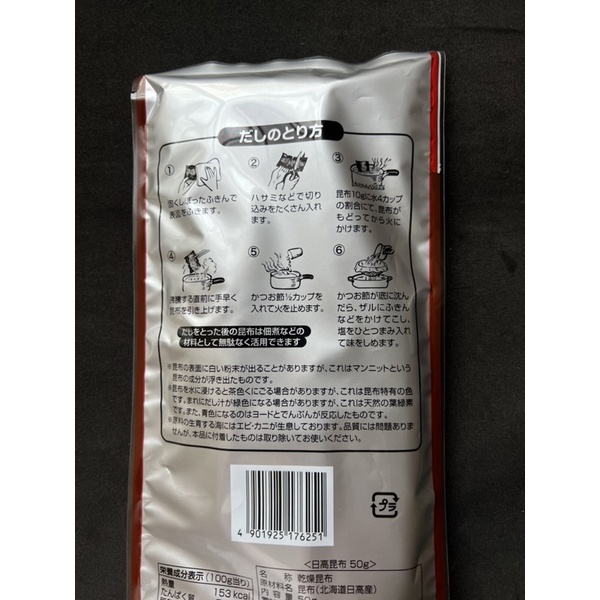 だしのとり方
①
固くしぼったふきんで
表面をふきます。
②
ハサミなどで切り
込みをたくさん入れ
ます。
③
昆布10gに水4カップ
の割合にて、昆布が
もどってから火に
かけます。
④
沸騰する直前に手早く
昆布を引き上げます。
⑤
かつお節½カップを
入れて火を止めます。
⑥
かつお節が底に沈ん
だら、ザルにふきん
などをかけてこし、
塩をひとつまみ入れ
て味をしめます。
だしをとった後の昆布は佃煮などの
材料として無駄なく活用できます
※昆布の表面に白い粉末が出ることがありますが、これはマンニットという
昆布の成分が浮き出たものです。
※昆布を水に浸けると茶色くにごる場合がありますが、これは昆布特有の色
です。まれにだし汁が緑色になる場合がありますが、これは天然の葉緑素
です。また、青色になるのはヨードとでんぷんが反応したものです。
※原料の生育する海にはエビ・カニが生息しております。品質には問題ありま
せんが、本品に付着したものは取り除いてお使いください。
4 901925 176251
プラ
栄養成分表示(100g当り)
熱量 153kcal
たんぱく質
<日高昆布 50g>
名 称 乾燥昆布
原材料名 昆布(北海道日高産)
内容量 50g